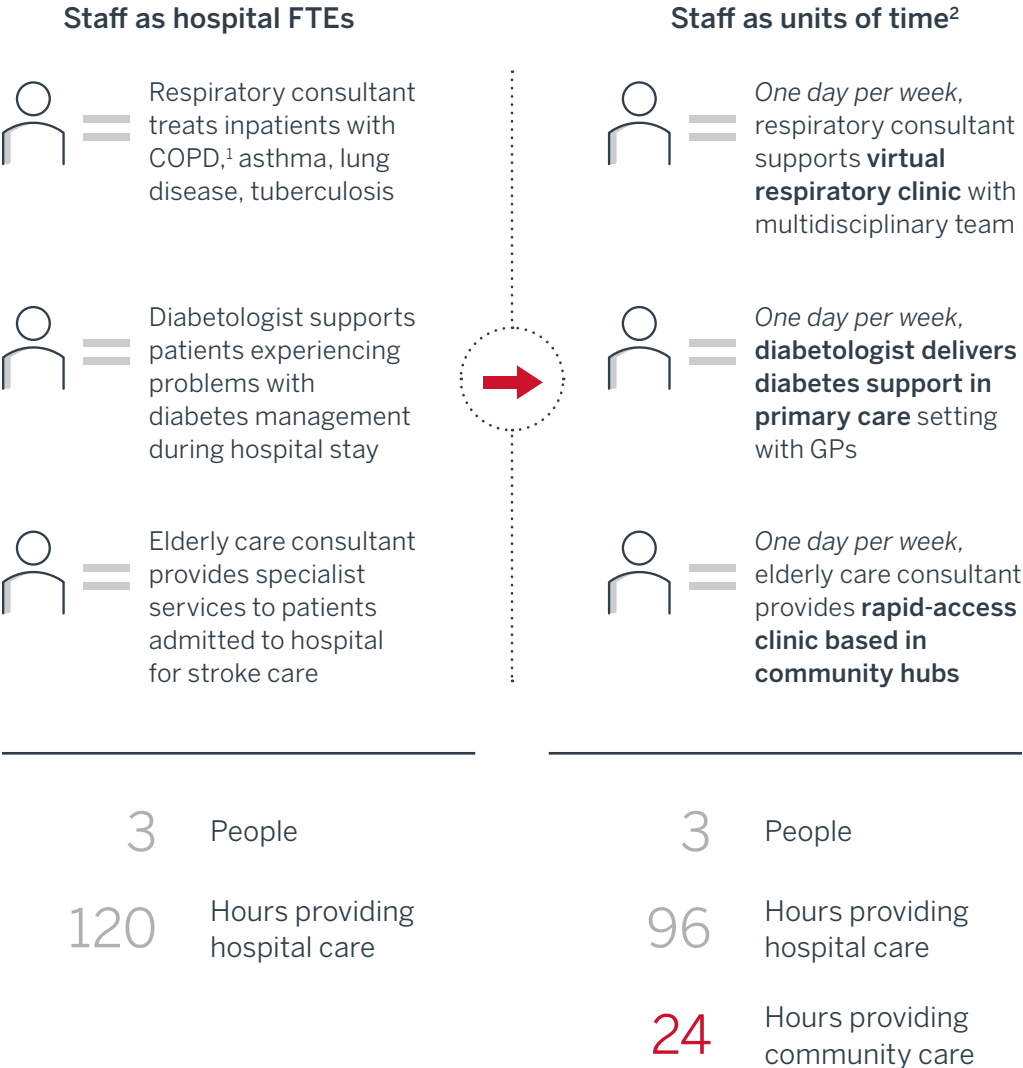 Staff as hospital FTEs
Respiratory consultant
treats inpatients with
COPD,¹ asthma, lung
disease, tuberculosis
Diabetologist supports
patients experiencing
problems with
diabetes management
during hospital stay
Elderly care consultant
provides specialist
services to patients
admitted to hospital
for stroke care
3 People
120 Hours providing
hospital care
Staff as units of time²
One day per week,
respiratory consultant
supports virtual
respiratory clinic with
multidisciplinary team
One day per week,
diabetologist delivers
diabetes support in
primary care setting
with GPs
One day per week,
elderly care consultant
provides rapid-access
clinic based in
community hubs
3 People
96 Hours providing
hospital care
24 Hours providing
community care